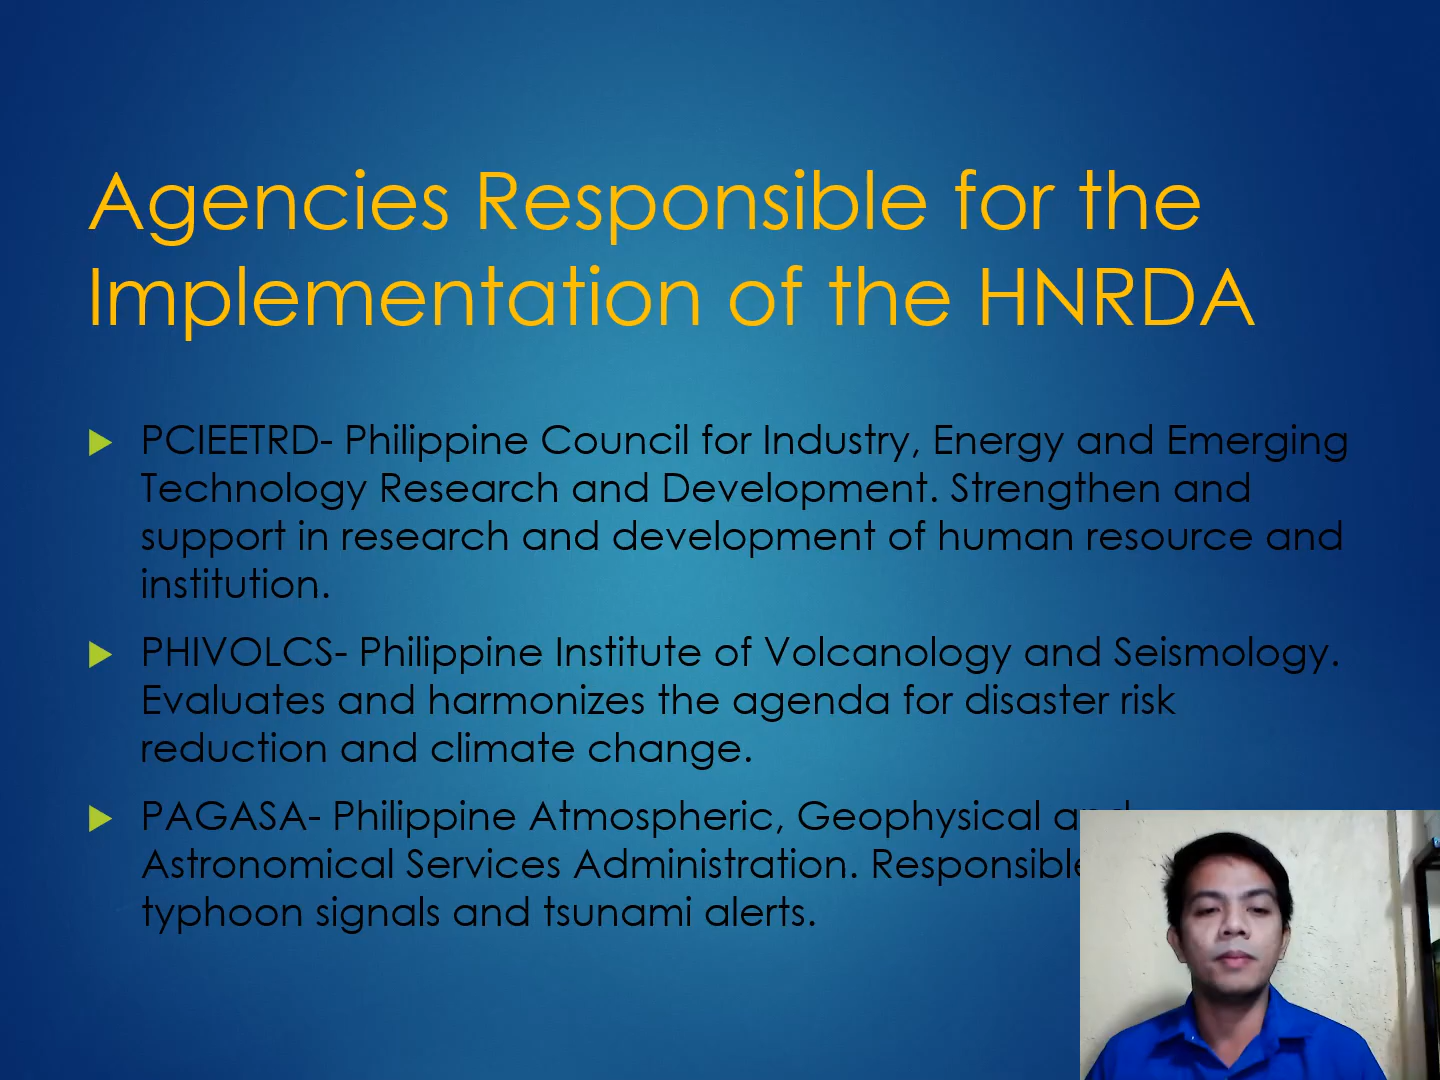 Agencies Responsible for the
Implementation of the HNRDA
PCIEETRD- Philippine Council for Industry, Energy and Emerging
Technology Research and Development. Strengthen and
support in research and development of human resource and
institution.
PHIVOLCS- Philippine Institute of Volcanology and Seismology.
Evaluates and harmonizes the agenda for disaster risk
reduction and climate change.
PAGASA- Philippine Atmospheric, Geophysical and
Astronomical Services Administration. Responsible
typhoon signals and tsunami alerts.